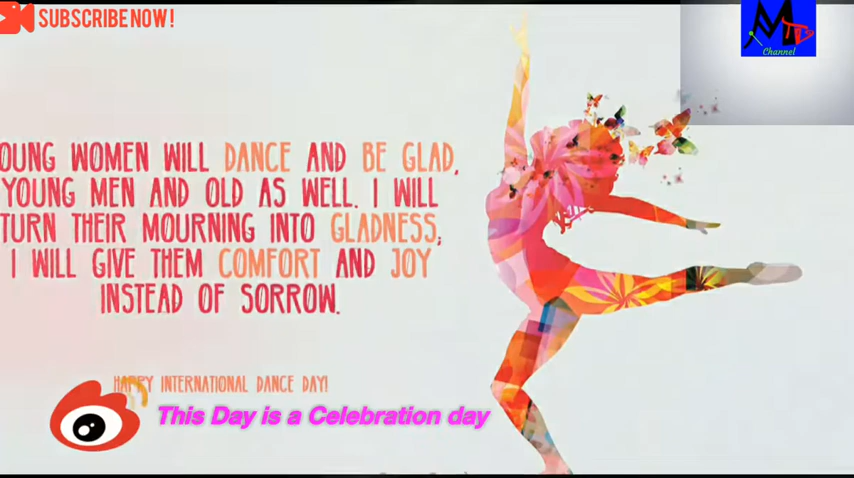 SUBSCRIBE NOW!
Channel
OUNG WOMEN WILL DANCE AND BE GLAD,
YOUNG MEN AND OLD AS WELL. I WILL
TURN THEIR MOURNING INTO GLADNESS;
I WILL GIVE THEM COMFORT AND JOY
INSTEAD OF SORROW.
HAPPY INTERNATIONAL DANCE DAY!
This Day is a Celebration day